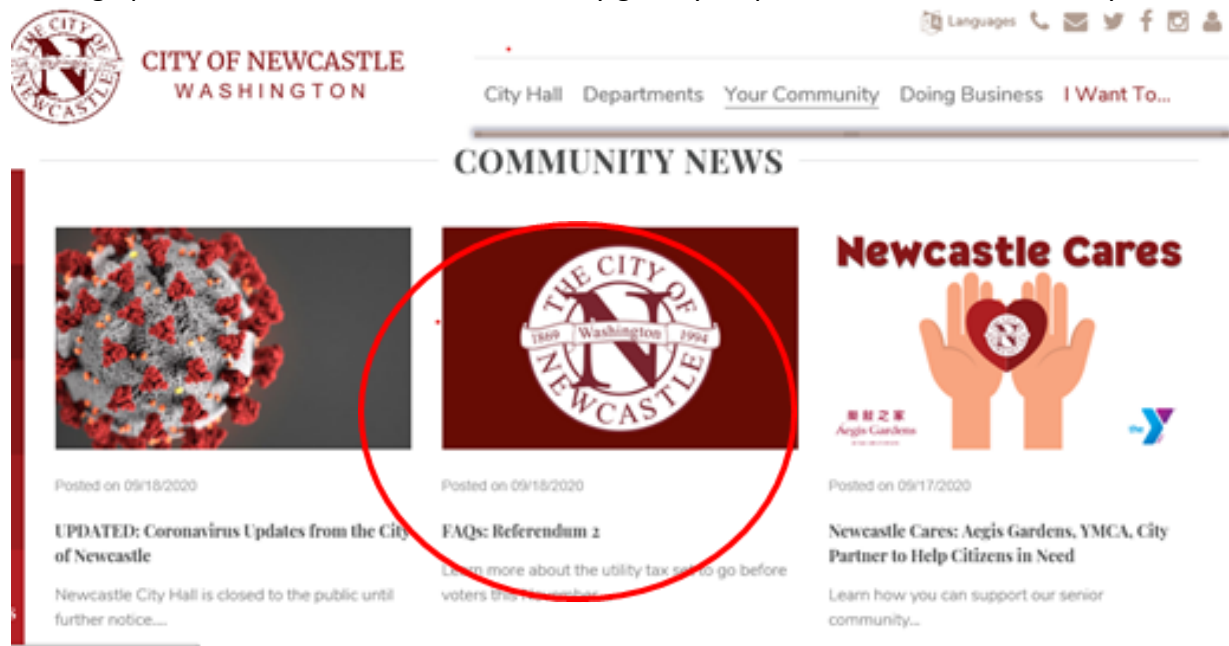 THE CITY OF
NEWCASTLE
CITY OF NEWCASTLE
WASHINGTON
Languages
City Hall Departments Your Community Doing Business I Want To...
COMMUNITY NEWS
THE CITY OF
1869 Washington 1994
NEWCASTLE
Newcastle Cares
Aegis Gardens
the Y
Posted on 09/18/2020
UPDATED: Coronavirus Updates from the City
of Newcastle
Newcastle City Hall is closed to the public until
further notice....
Posted on 09/18/2020
FAQs: Referendum 2
Learn more about the utility tax set to go before
voters this November
Posted on 09/17/2020
Newcastle Cares: Aegis Gardens, YMCA, City
Partner to Help Citizens in Need
Learn how you can support our senior
community...